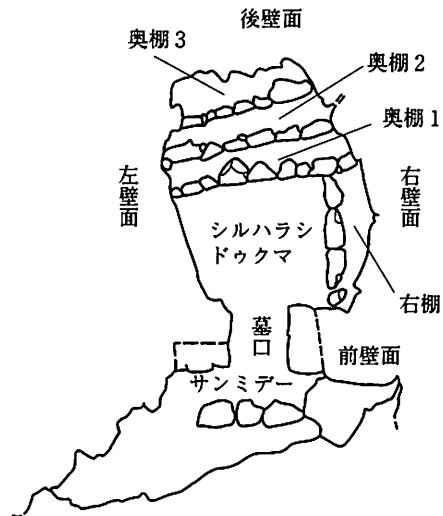 後壁面
奥棚3
奥棚2
奥棚1
左壁面
右壁面
シルハラシ
ドゥクマ
右棚
墓口
前壁面
サンミデー